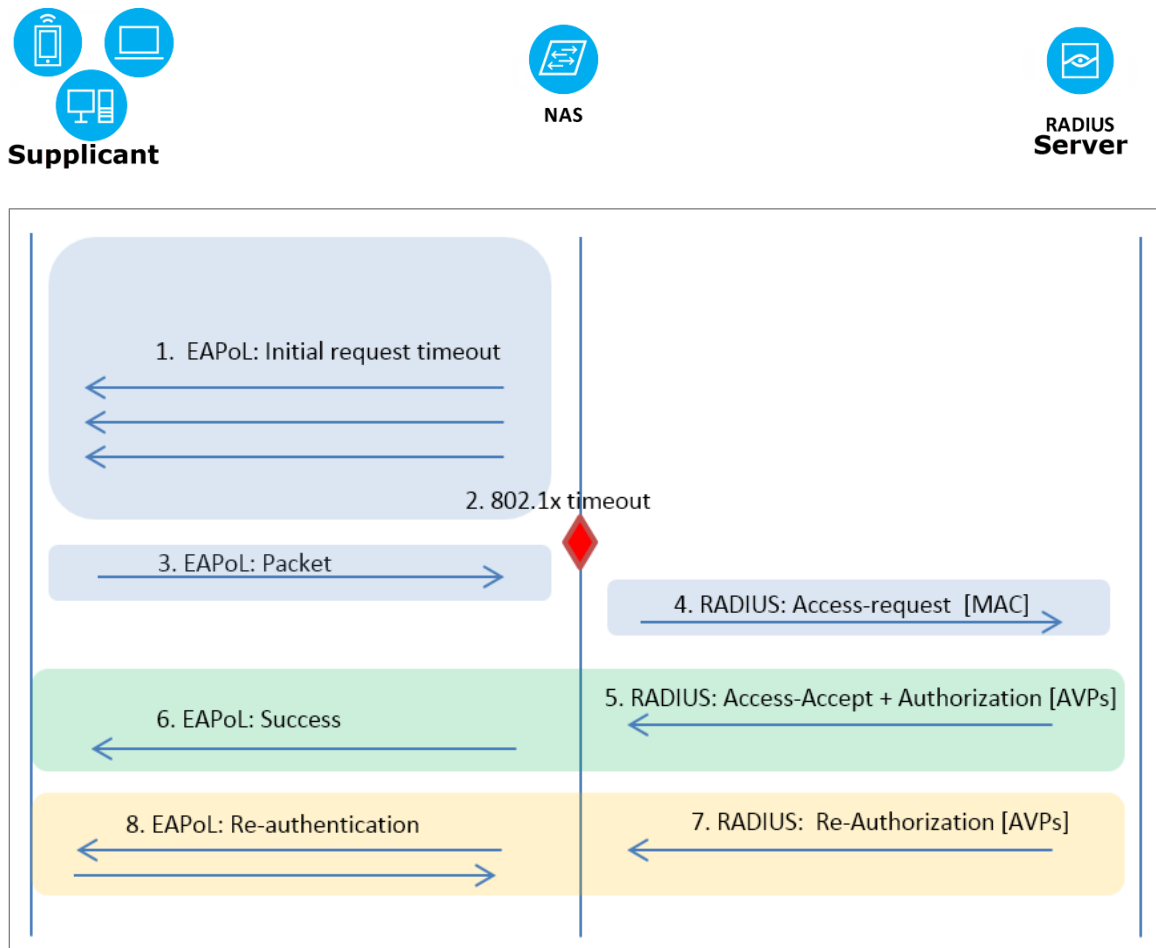 Supplicant
NAS
RADIUS
Server
1. EAPoL: Initial request timeout
2. 802.1x timeout
3. EAPoL: Packet
4. RADIUS: Access-request [MAC]
5. RADIUS: Access-Accept + Authorization [AVPs]
6. EAPoL: Success
7. RADIUS: Re-Authorization [AVPs]
8. EAPoL: Re-authentication